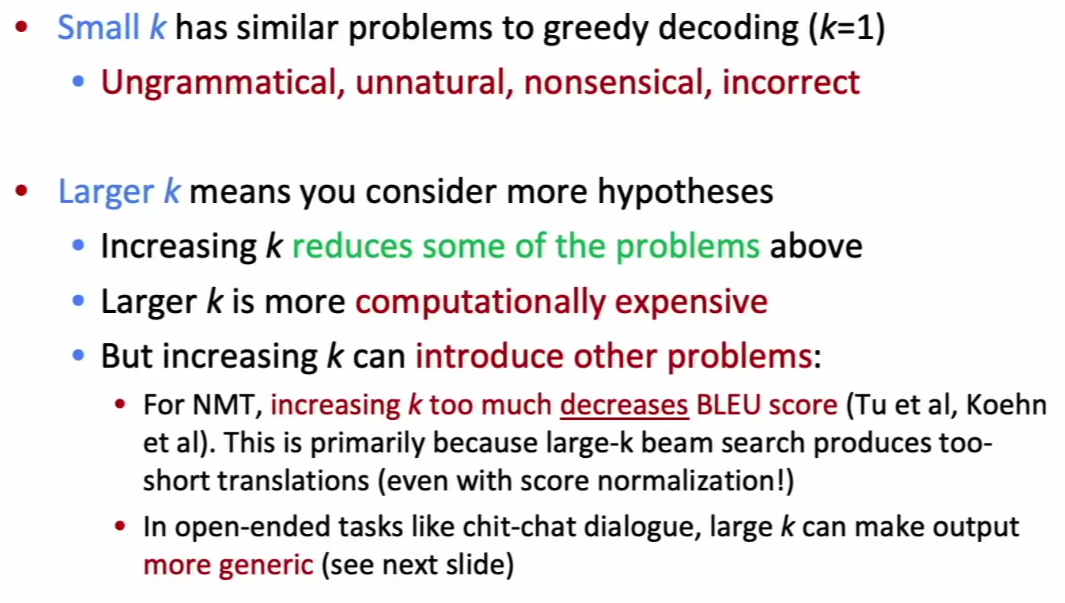 • Small k has similar problems to greedy decoding (k=1)
• Ungrammatical, unnatural, nonsensical, incorrect
• Larger k means you consider more hypotheses
• Increasing k reduces some of the problems above
• Larger k is more computationally expensive
• But increasing k can introduce other problems:
• For NMT, increasing k too much decreases BLEU score (Tu et al, Koehn
et al). This is primarily because large-k beam search produces too-
short translations (even with score normalization!)
• In open-ended tasks like chit-chat dialogue, large k can make output
more generic (see next slide)